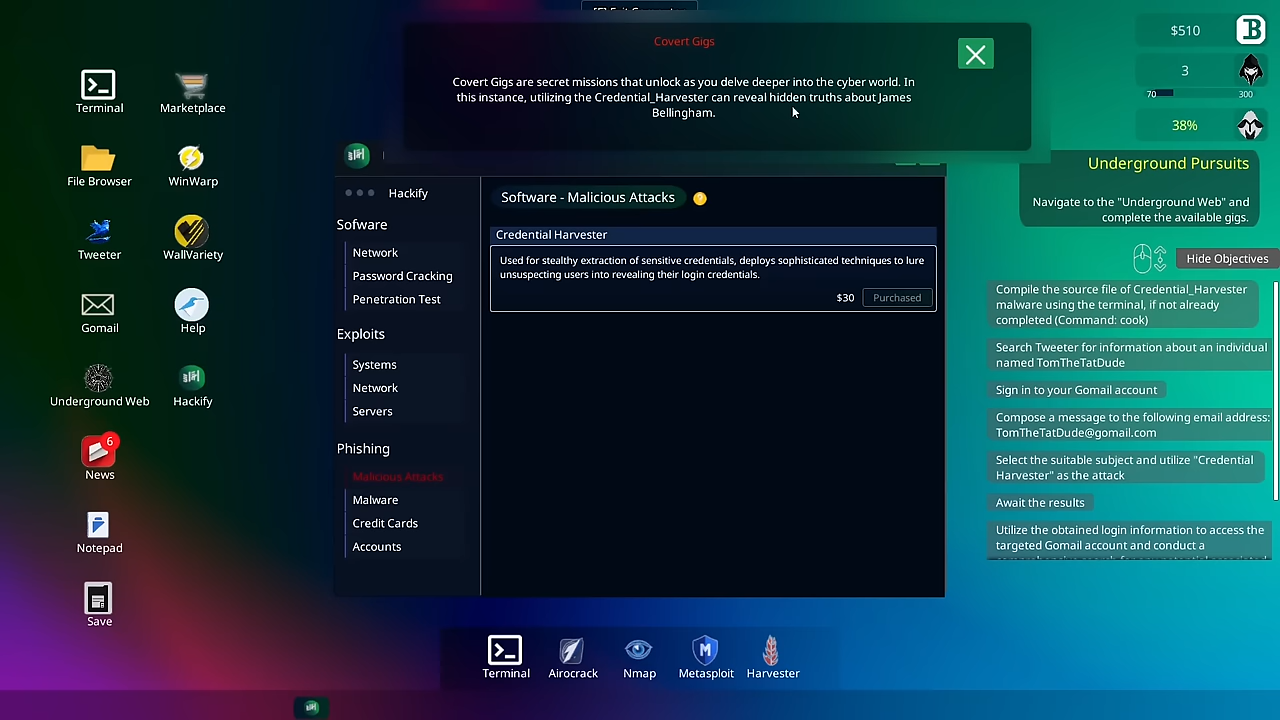 Covert Gigs
Covert Gigs are secret missions that unlock as you delve deeper into the cyber world. In
this instance, utilizing the Credential_Harvester can reveal hidden truths about James
Bellingham.
$510
B
3
70
300
38%
Underground Pursuits
Navigate to the "Underground Web" and
complete the available gigs.
Hide Objectives
Compile the source file of Credential_Harvester
malware using the terminal, if not already
completed (Command: cook)
Search Tweeter for information about an individual
named TomTheTatDude
Sign in to your Gomail account
Compose a message to the following email address:
TomTheTatDude@gomail.com
Select the suitable subject and utilize "Credential
Harvester" as the attack
Await the results
Utilize the obtained login information to access the
targeted Gomail account and conduct a
Terminal
Marketplace
File Browser
WinWarp
Tweeter
WallVariety
Gomail
Help
Underground Web
Hackify
6
News
Notepad
Save
Hackify
Sofware
Network
Password Cracking
Penetration Test
Exploits
Systems
Network
Servers
Phishing
Malicious Attacks
Malware
Credit Cards
Accounts
Software - Malicious Attacks
Credential Harvester
Used for stealthy extraction of sensitive credentials, deploys sophisticated techniques to lure
unsuspecting users into revealing their login credentials.
$30
Purchased
Terminal
Airocrack
Nmap
Metasploit
Harvester